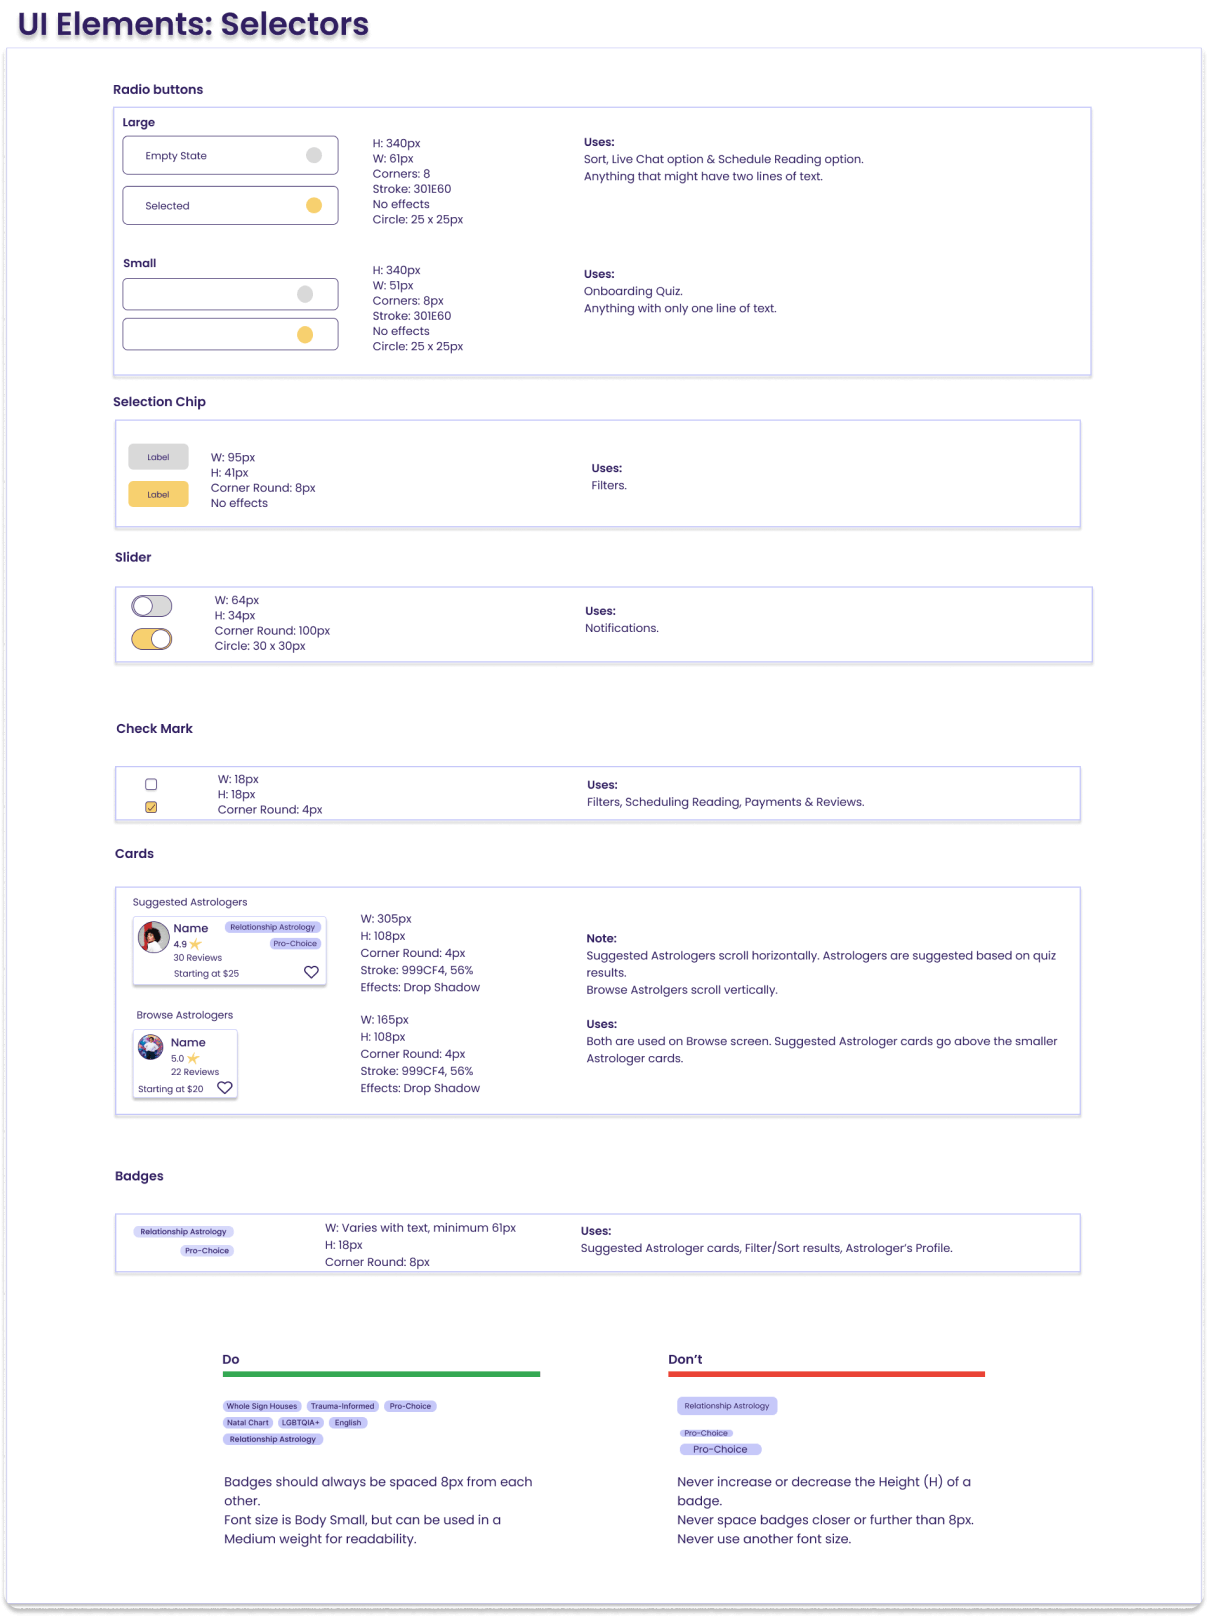 UI Elements: Selectors
Radio buttons
Large
Empty State
Selected
H: 340px
W: 61px
Corners: 8
Stroke: 301E60
No effects
Circle: 25 x 25px
Uses:
Sort, Live Chat option & Schedule Reading option.
Anything that might have two lines of text.
Small
H: 340px
W: 51px
Corners: 8px
Stroke: 301E60
No effects
Circle: 25 x 25px
Uses:
Onboarding Quiz.
Anything with only one line of text.
Selection Chip
Label
Label
W: 95px
H: 41px
Corner Round: 8px
No effects
Uses:
Filters.
Slider
W: 64px
H: 34px
Corner Round: 100px
Circle: 30 x 30px
Uses:
Notifications.
Check Mark
W: 18px
H: 18px
Corner Round: 4px
Uses:
Filters, Scheduling Reading, Payments & Reviews.
Cards
Suggested Astrologers
Name
4.9
30 Reviews
Starting at $25
Relationship Astrology
Pro-Choice
W: 305px
H: 108px
Corner Round: 4px
Stroke: 999CF4, 56%
Effects: Drop Shadow
Browse Astrologers
Name
5.0
22 Reviews
Starting at $20
W: 165px
H: 108px
Corner Round: 4px
Stroke: 999CF4, 56%
Effects: Drop Shadow
Note:
Suggested Astrologers scroll horizontally. Astrologers are suggested based on quiz
results.
Browse Astrolgers scroll vertically.
Uses:
Both are used on Browse screen. Suggested Astrologer cards go above the smaller
Astrologer cards.
Badges
Relationship Astrology
Pro-Choice
W: Varies with text, minimum 61px
H: 18px
Corner Round: 8px
Uses:
Suggested Astrologer cards, Filter/Sort results, Astrologer's Profile.
Do
Whole Sign Houses Trauma-Informed Pro-Choice
Natal Chart LGBTQIA+ English
Relationship Astrology
Badges should always be spaced 8px from each
other.
Font size is Body Small, but can be used in a
Medium weight for readability.
Don't
Relationship Astrology
Pro-Choice
Pro-Choice
Never increase or decrease the Height (H) of a
badge.
Never space badges closer or further than 8px.
Never use another font size.